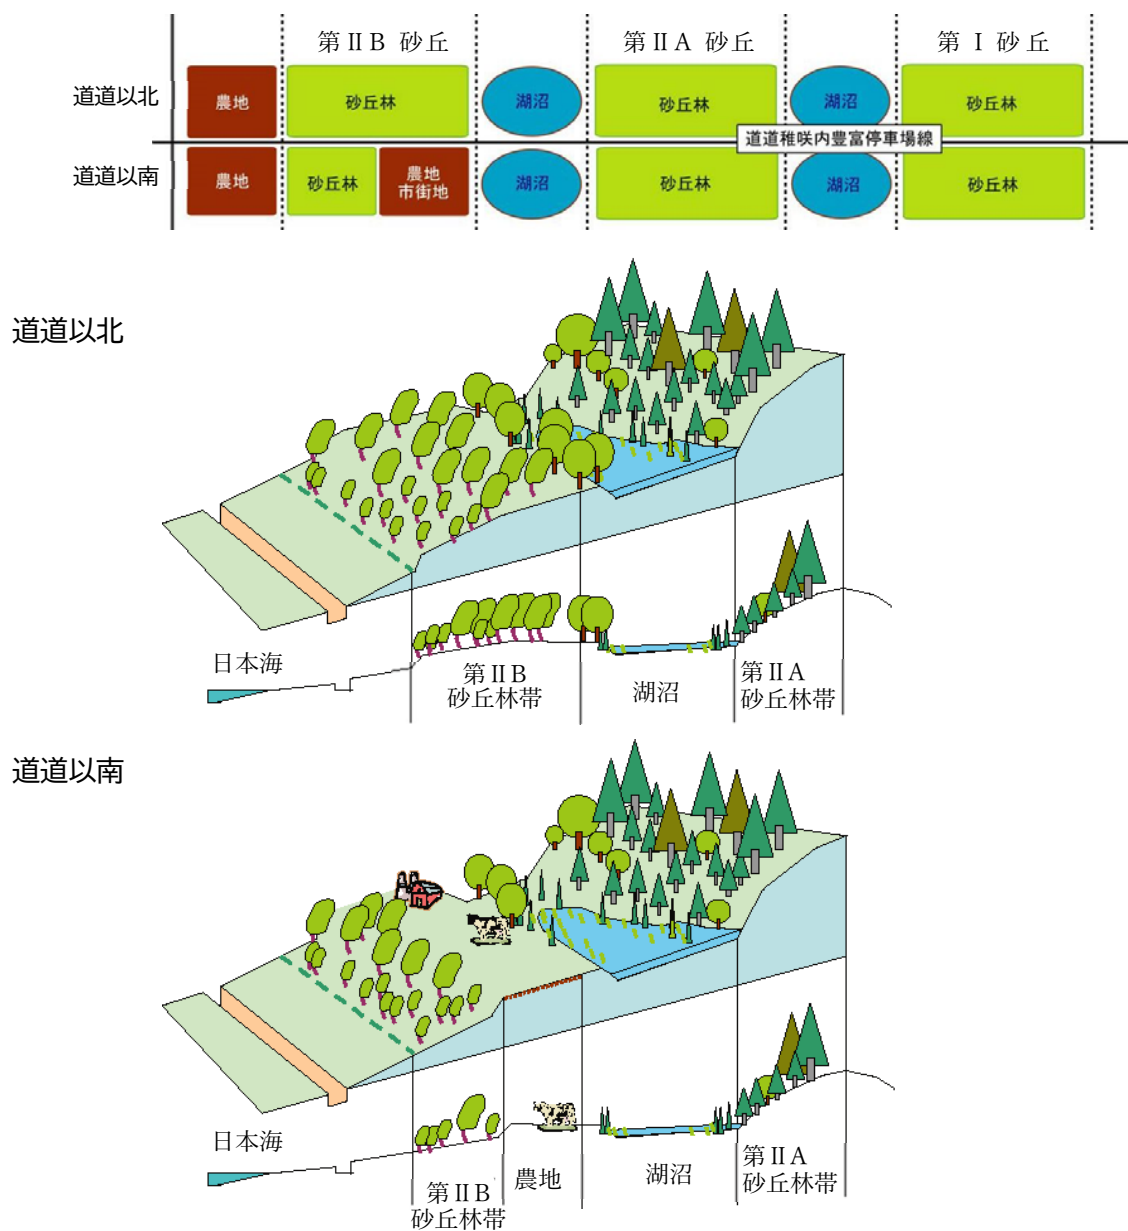 第ⅡB 砂丘
第ⅡA 砂丘
第Ⅰ砂丘
道道以北
農地
砂丘林
湖沼
砂丘林
湖沼
砂丘林
道道稚咲内豊富停車場線
道道以南
農地
砂丘林
農地
市街地
湖沼
砂丘林
湖沼
砂丘林
道道以北
日本海
第ⅡB
砂丘林帯
湖沼
第ⅡA
砂丘林帯
道道以南
日本海
第ⅡB
砂丘林帯
農地
湖沼
第ⅡA
砂丘林帯